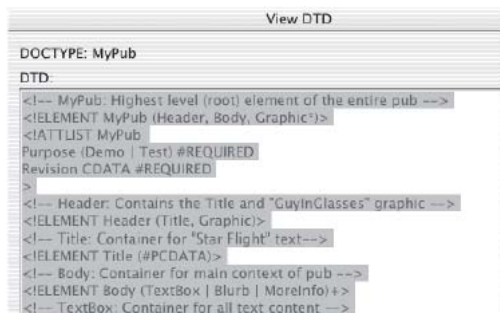 View DTD
DOCTYPE: MyPub
DTD:
<!-- MyPub: Highest level (root) element of the entire pub -->
<!ELEMENT MyPub (Header, Body, Graphic*)>
<!ATTLIST MyPub
Purpose (Demo | Test) #REQUIRED
Revision CDATA #REQUIRED
>
<!-- Header: Contains the Title and "GuyInGlasses" graphic -->
<!ELEMENT Header (Title, Graphic)>
<!-- Title: Container for "Star Flight" text-->
<!ELEMENT Title (#PCDATA)>
<!-- Body: Container for main context of pub -->
<!ELEMENT Body (TextBox | Blurb | MoreInfo)+>
<!-- TextBox: Container for all text content -->